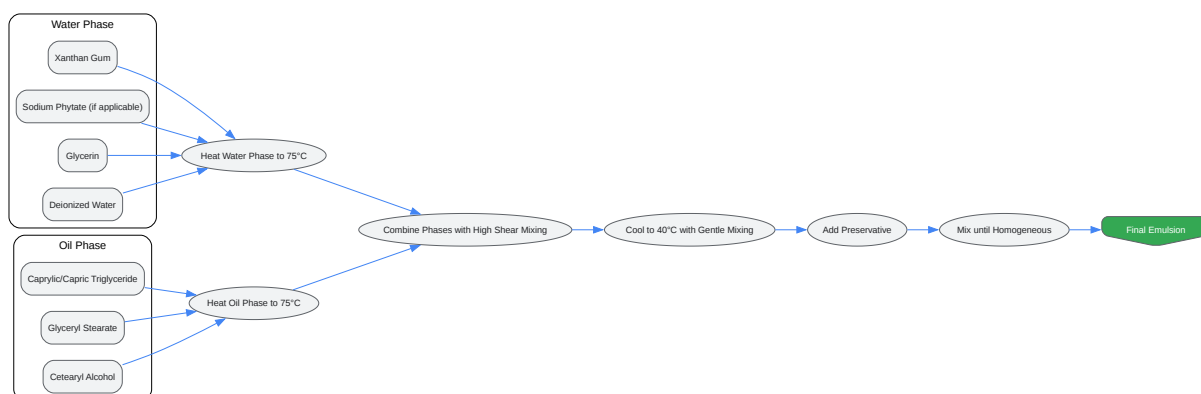 Water Phase
Xanthan Gum
Sodium Phytate (if applicable)
Glycerin
Deionized Water
Heat Water Phase to 75°C
Oil Phase
Caprylic/Capric Triglyceride
Glyceryl Stearate
Cetearyl Alcohol
Heat Oil Phase to 75°C
Combine Phases with High Shear Mixing
Cool to 40°C with Gentle Mixing
Add Preservative
Mix until Homogeneous
Final Emulsion